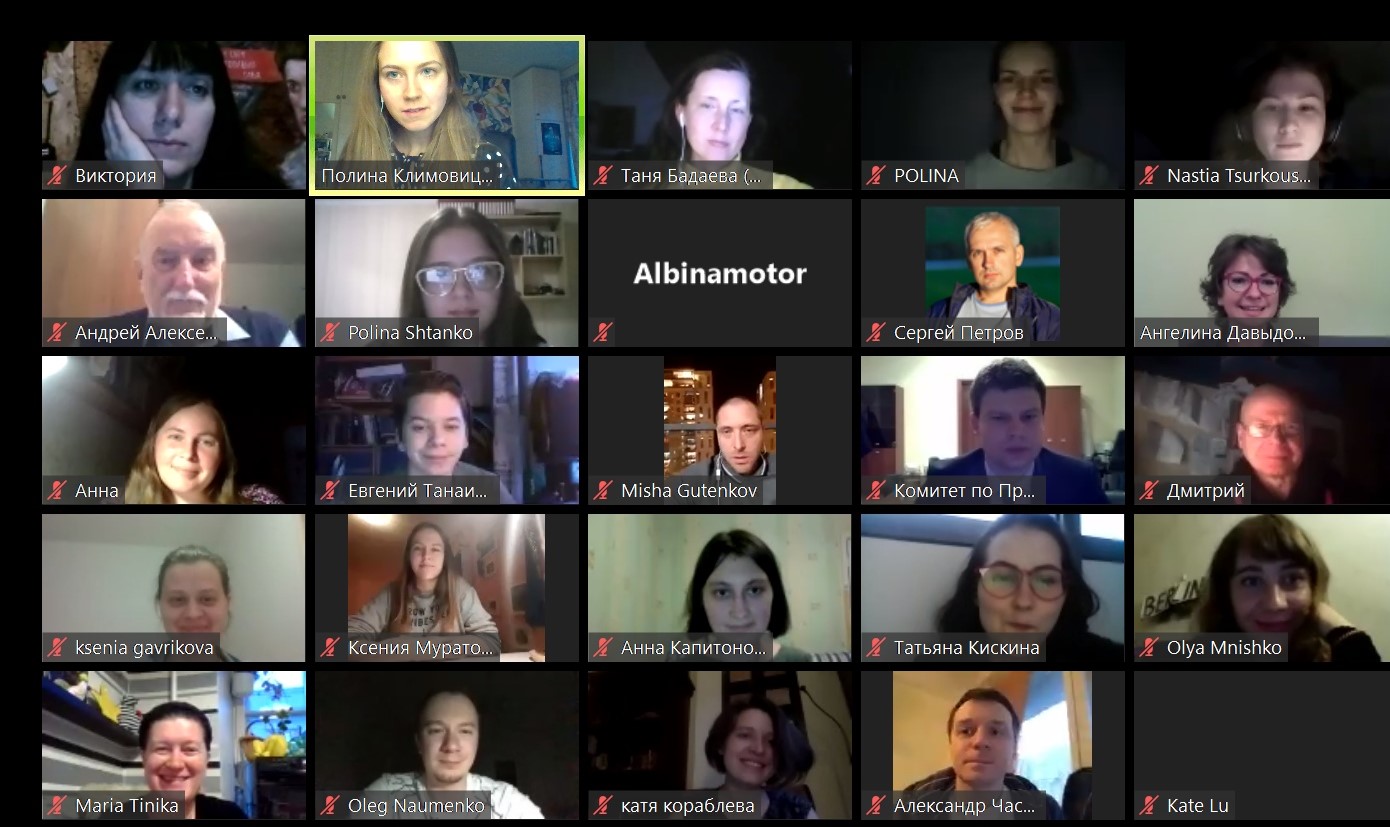 Виктория
Полина Климовиц...
Таня Бадаева (...
POLINA
Nastia Tsurkous...
Андрей Алексе...
Polina Shtanko
Albinamotor
Сергей Петров
Ангелина Давыдо...
Анна
Евгений Танаи...
Misha Gutenkov
Комитет по Пр...
Дмитрий
ksenia gavrikova
Ксения Мурато...
Анна Капитоно...
Татьяна Кискина
BERLIN
Olya Mnishko
Maria Tinika
Oleg Naumenko
катя кораблева
Александр Час...
Kate Lu